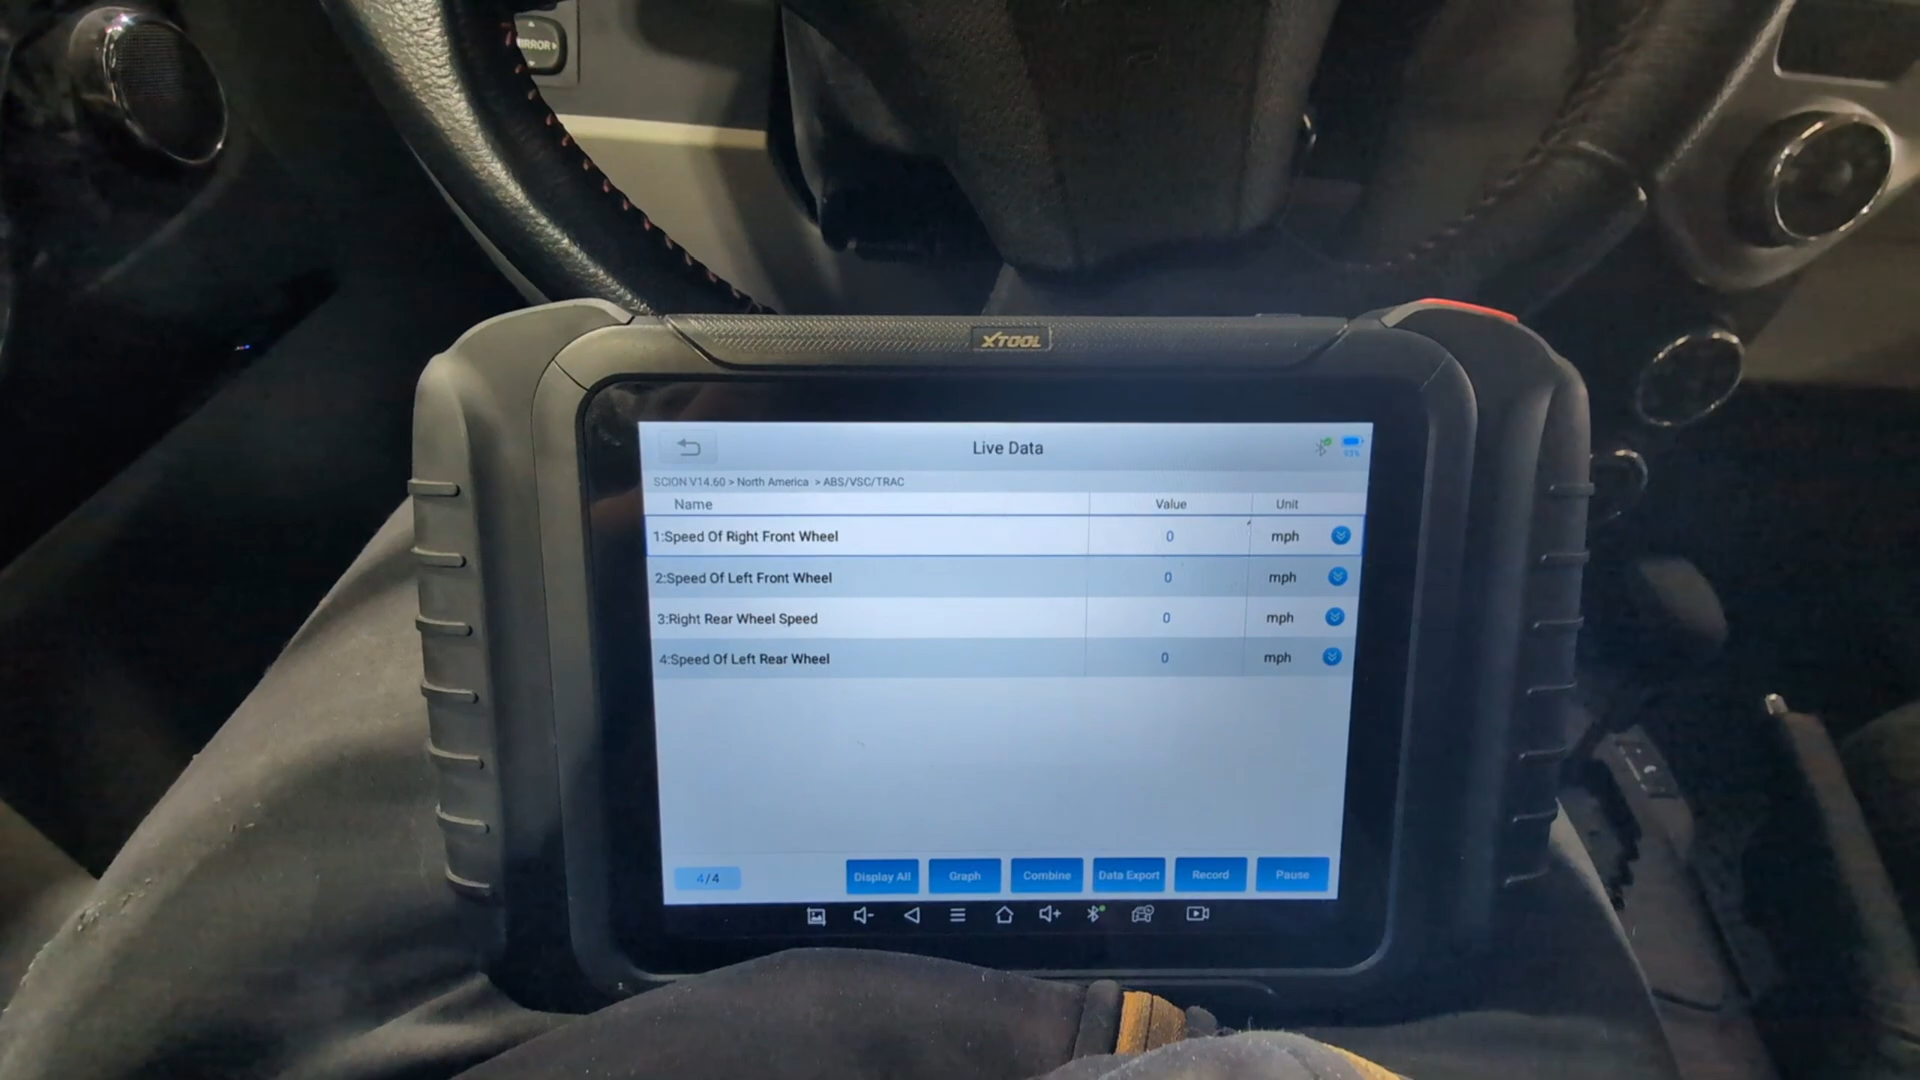 MIRROR
XTOOL
Live Data
93%
SCION V14.60 > North America > ABS/VSC/TRAC
Name Value Unit
1:Speed Of Right Front Wheel 0 mph
2:Speed Of Left Front Wheel 0 mph
3:Right Rear Wheel Speed 0 mph
4:Speed Of Left Rear Wheel 0 mph
4/4 Display All Graph Combine Data Export Record Pause